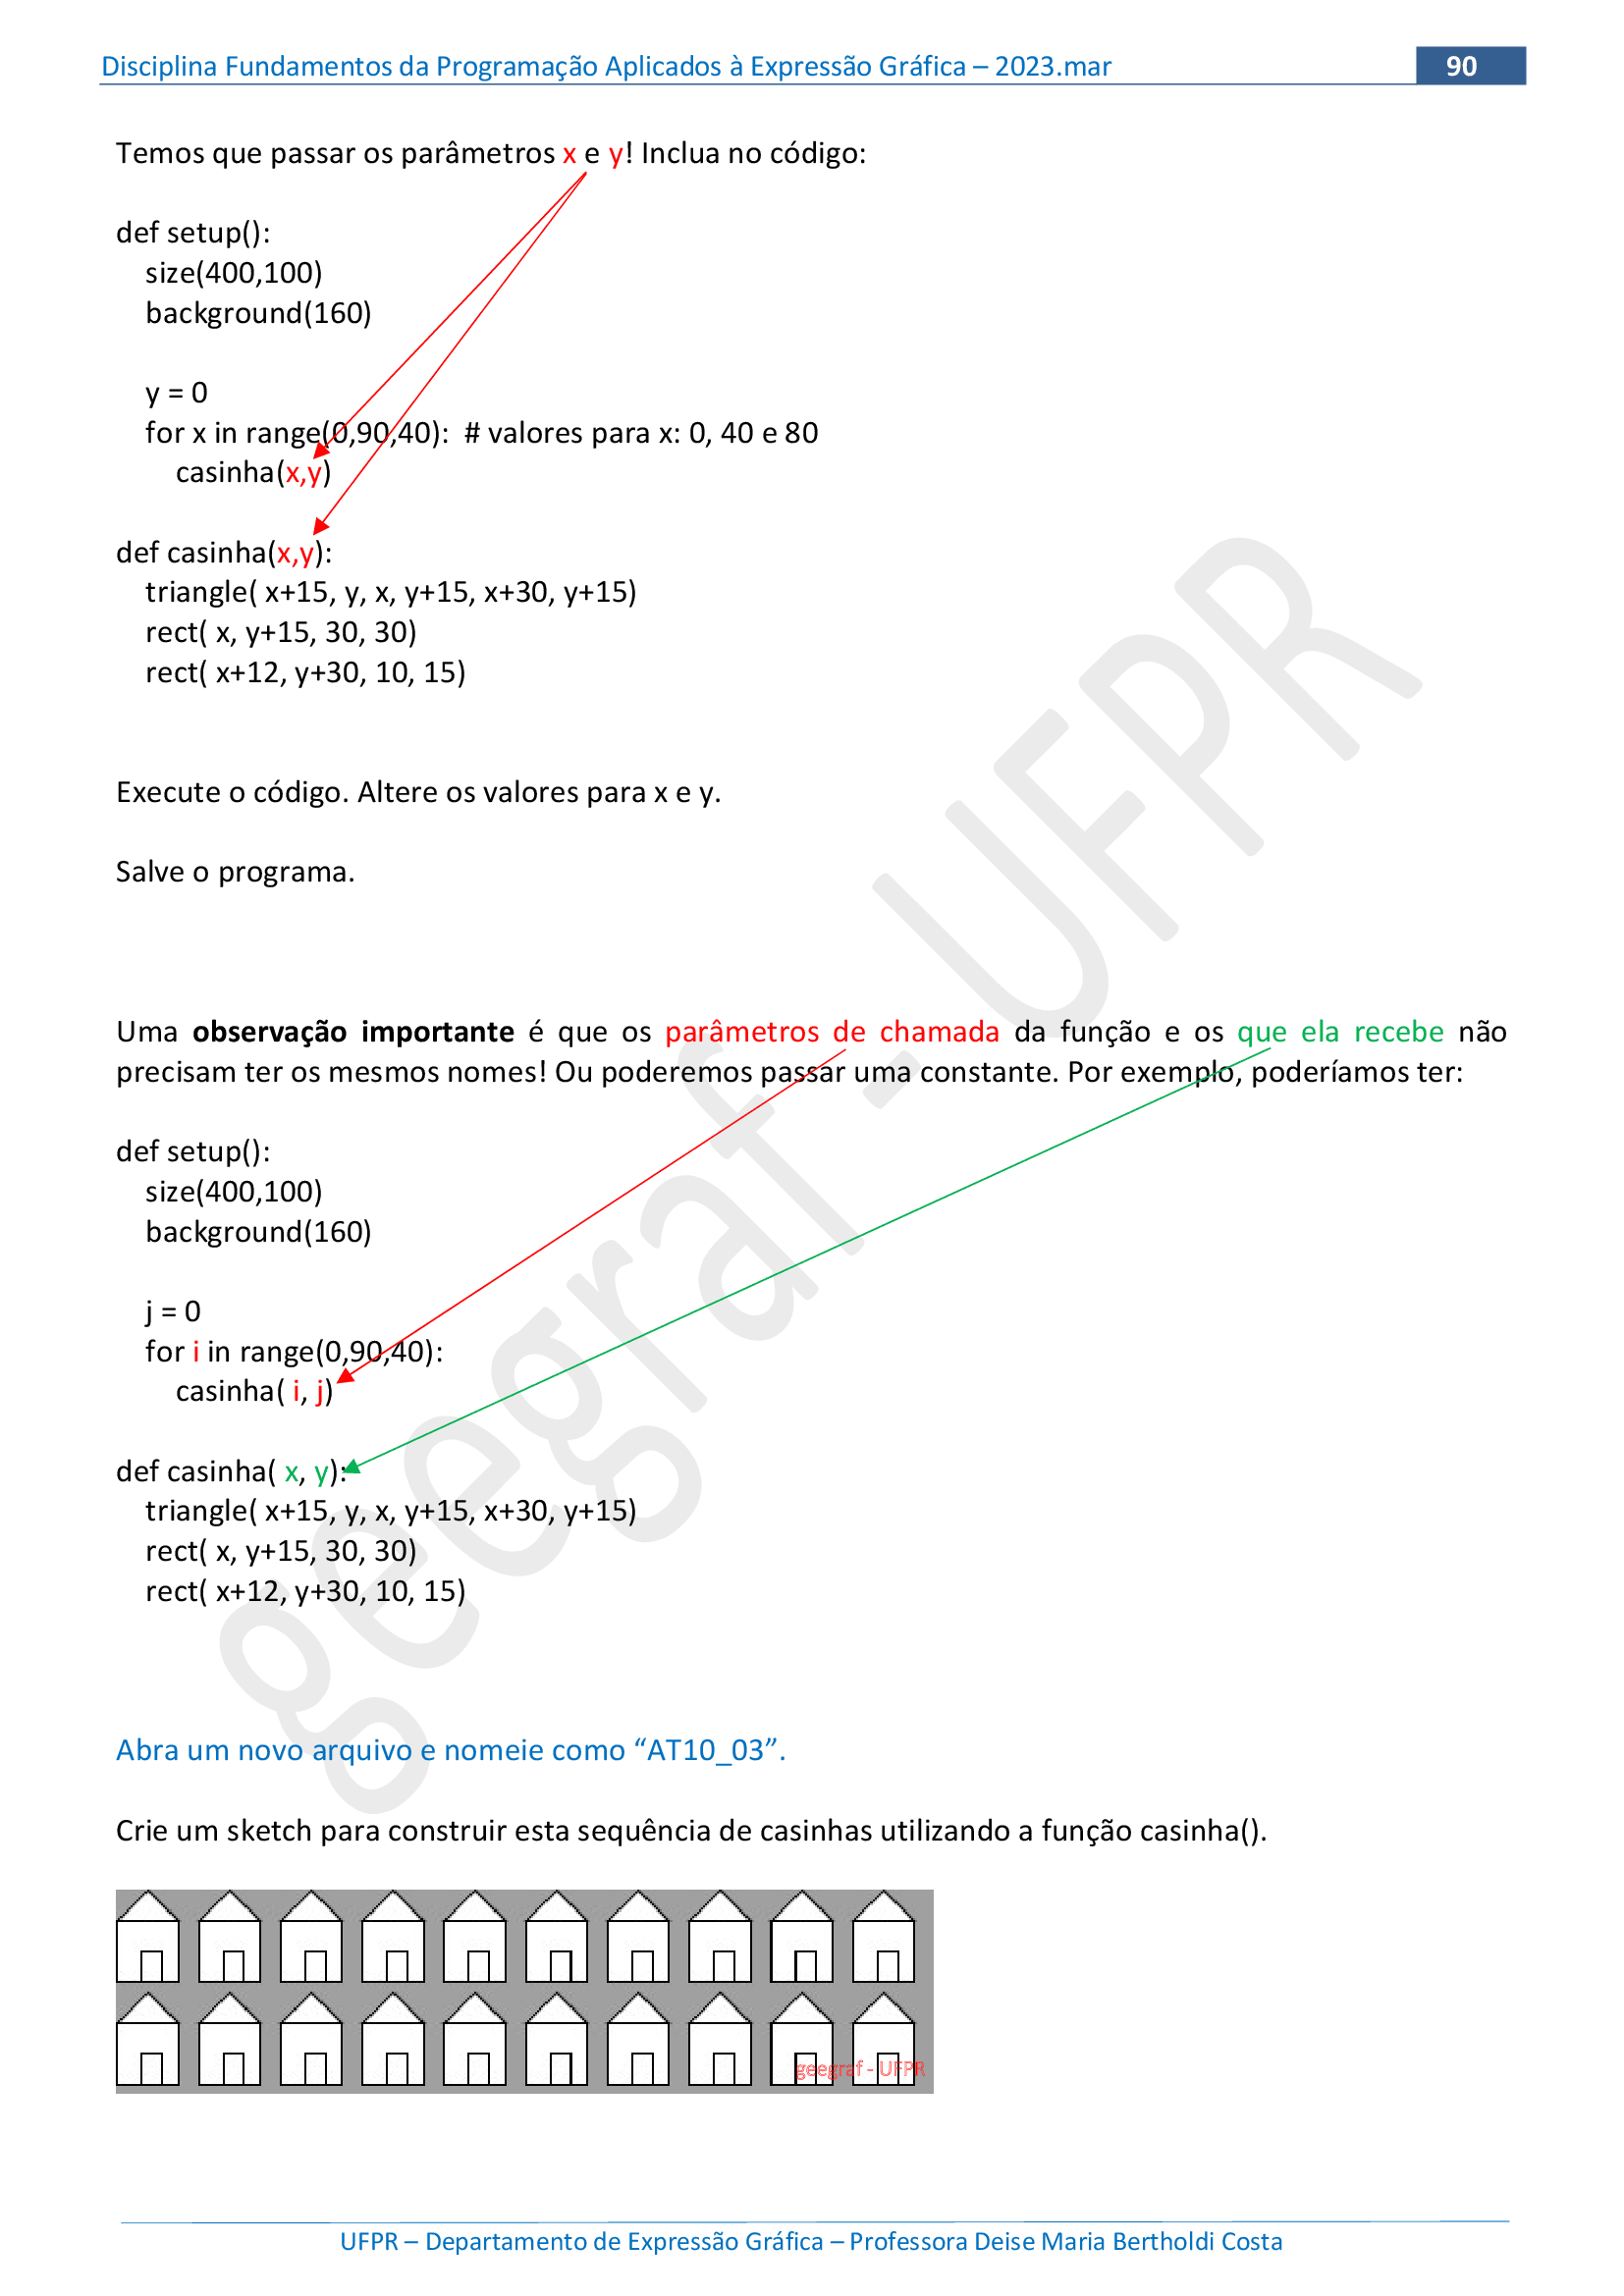 Disciplina Fundamentos da Programação Aplicados à Expressão Gráfica – 2023.mar
90
Temos que passar os parâmetros x e y! Inclua no código:
def setup():
size(400,100)
background(160)
y = 0
for x in range(0,90,40):  # valores para x: 0, 40 e 80
casinha(x,y)
def casinha(x,y):
triangle( x+15, y, x, y+15, x+30, y+15)
rect( x, y+15, 30, 30)
rect( x+12, y+30, 10, 15)
Execute o código. Altere os valores para x e y.
Salve o programa.
Uma observação importante é que os parâmetros de chamada da função e os que ela recebe não
precisam ter os mesmos nomes! Ou poderemos passar uma constante. Por exemplo, poderíamos ter:
def setup():
size(400,100)
background(160)
j = 0
for i in range(0,90,40):
casinha( i, j)
def casinha( x, y):
triangle( x+15, y, x, y+15, x+30, y+15)
rect( x, y+15, 30, 30)
rect( x+12, y+30, 10, 15)
Abra um novo arquivo e nomeie como “AT10_03”.
Crie um sketch para construir esta sequência de casinhas utilizando a função casinha().
geegraf - UFPR
UFPR – Departamento de Expressão Gráfica – Professora Deise Maria Bertholdi Costa
geegraf - UFPR